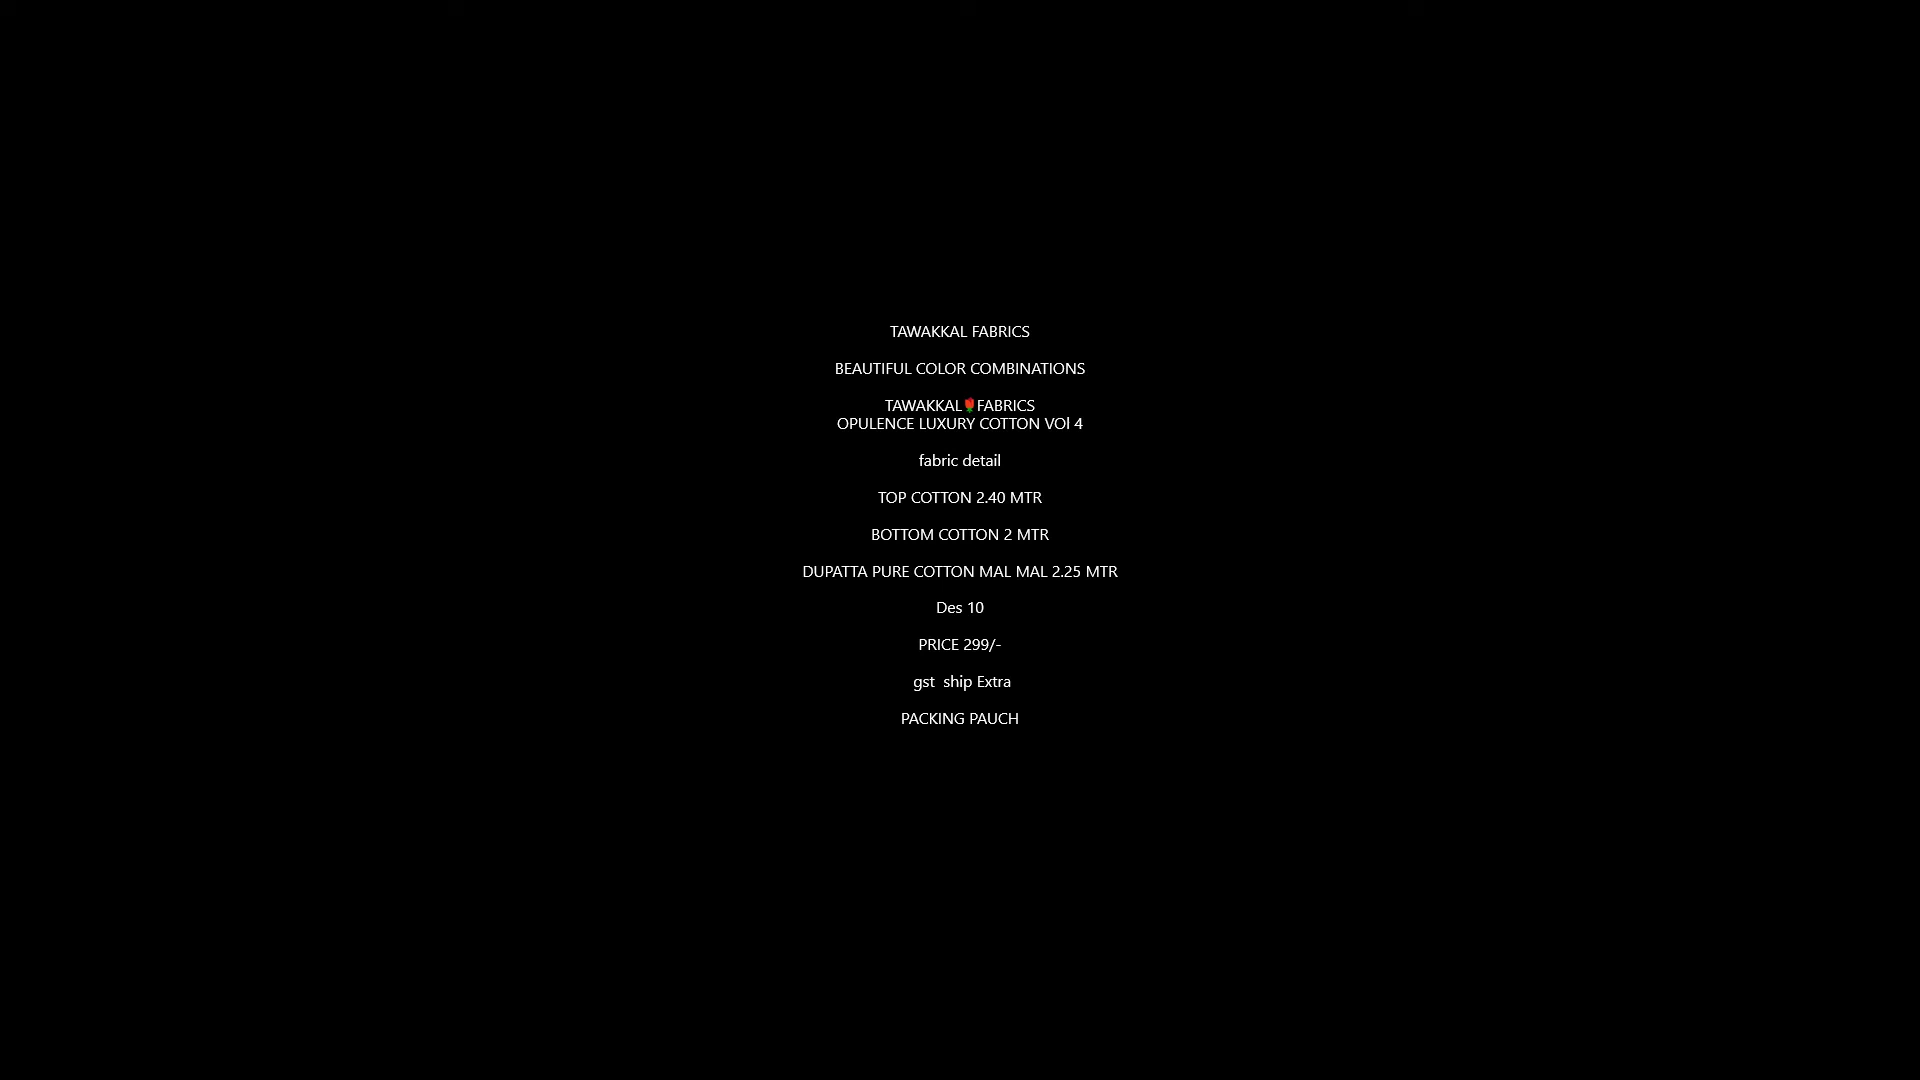 TAWAKKAL FABRICS
BEAUTIFUL COLOR COMBINATIONS
TAWAKKAL🌹FABRICS
OPULENCE LUXURY COTTON VOl 4
fabric detail
TOP COTTON 2.40 MTR
BOTTOM COTTON 2 MTR
DUPATTA PURE COTTON MAL MAL 2.25 MTR
Des 10
PRICE 299/-
gst  ship Extra
PACKING PAUCH